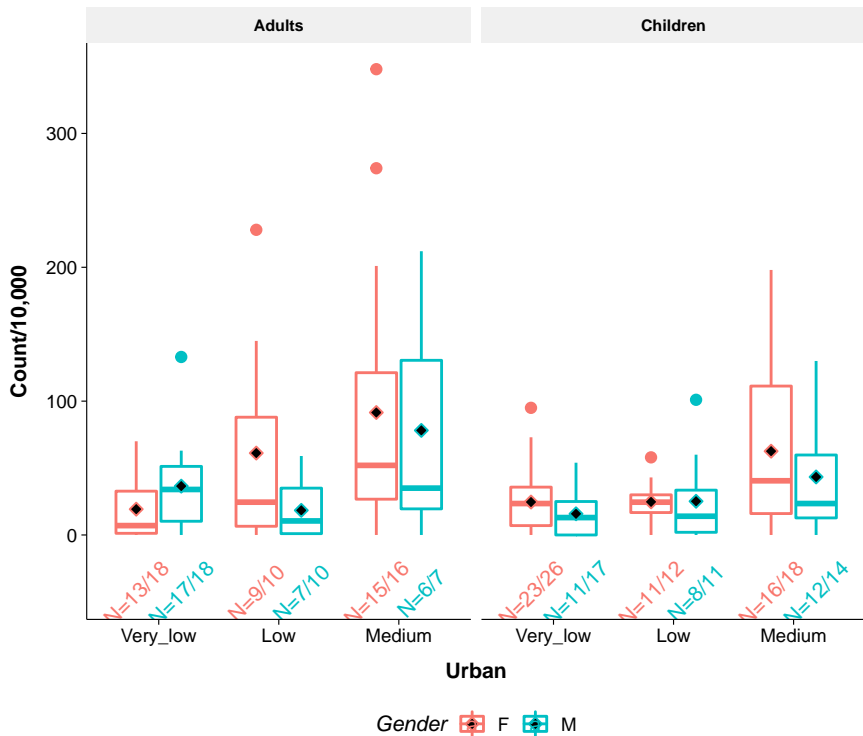 Adults
Children
Count/10,000
300
200
100
0
N=13/18
N=17/18
N=9/10
N=7/10
N=15/16
N=6/7
N=23/26
N=11/17
N=11/12
N=8/11
N=16/18
N=12/14
Very_low
Low
Medium
Very_low
Low
Medium
Urban
Gender F M